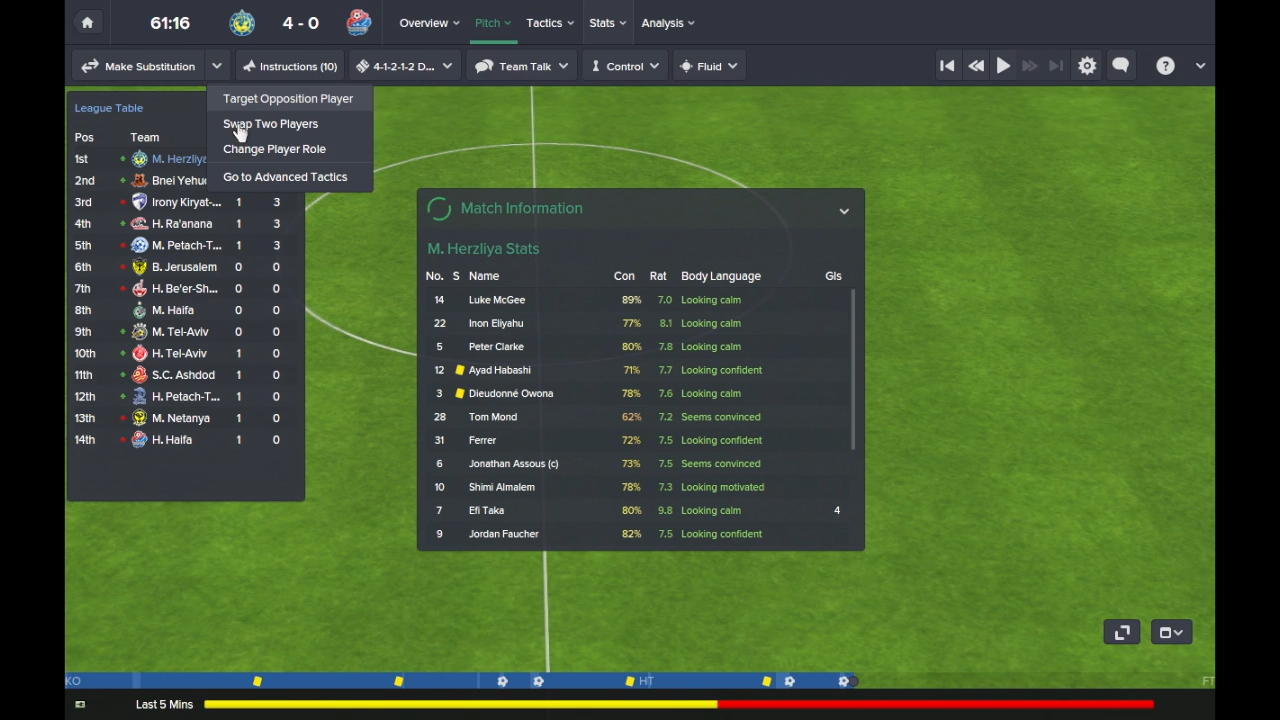 61:16 4 - 0 Overview Pitch Tactics Stats Analysis
Make Substitution Instructions (10) 4-1-2-1-2 D... Team Talk Control Fluid ?
Target Opposition Player
Swap Two Players
Change Player Role
Go to Advanced Tactics
League Table
Pos Team
1st M. Herzliya
2nd Bnei Yehuc
3rd Irony Kiryat-... 1 3
4th H. Ra'anana 1 3
5th M. Petach-T... 1 3
6th B. Jerusalem 0 0
7th H. Be'er-Sh... 0 0
8th M. Haifa 0 0
9th M. Tel-Aviv 0 0
10th H. Tel-Aviv 1 0
11th S.C. Ashdod 1 0
12th H. Petach-T... 1 0
13th M. Netanya 1 0
14th H. Haifa 1 0
Match Information
M. Herzliya Stats
No. S Name Con Rat Body Language Gls
14 Luke McGee 89% 7.0 Looking calm
22 Inon Eliyahu 77% 8.1 Looking calm
5 Peter Clarke 80% 7.8 Looking calm
12 Ayad Habashi 71% 7.7 Looking confident
3 Dieudonné Owona 78% 7.6 Looking calm
28 Tom Mond 62% 7.2 Seems convinced
31 Ferrer 72% 7.5 Looking confident
6 Jonathan Assous (c) 73% 7.5 Seems convinced
10 Shimi Almalem 78% 7.3 Looking motivated
7 Efi Taka 80% 9.8 Looking calm 4
9 Jordan Faucher 82% 7.5 Looking confident
KO HT FT
Last 5 Mins